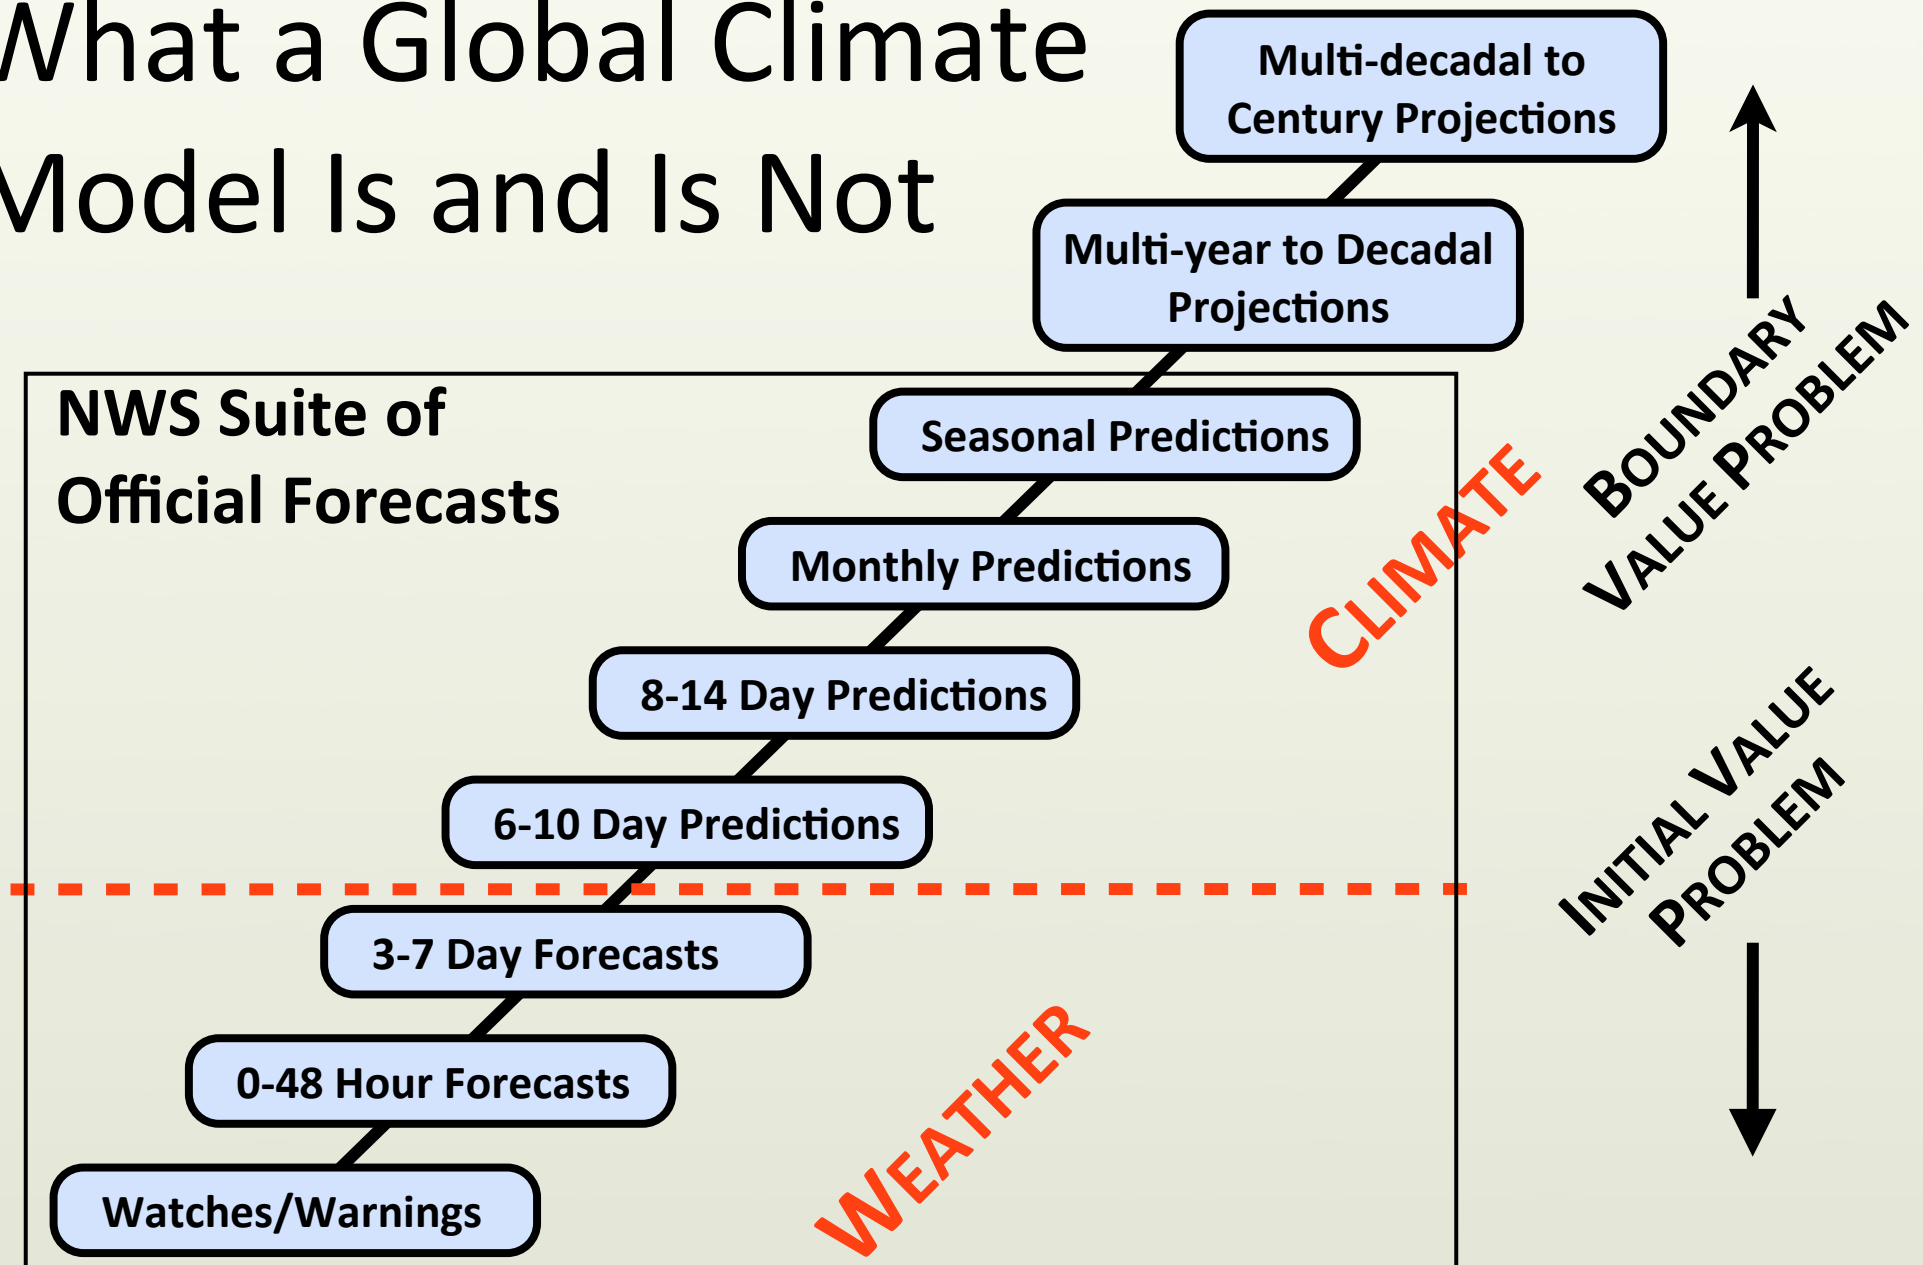 What a Global Climate
Model Is and Is Not
Multi-decadal to
Century Projections
Multi-year to Decadal
Projections
NWS Suite of
Official Forecasts
Seasonal Predictions
Monthly Predictions
8-14 Day Predictions
6-10 Day Predictions
3-7 Day Forecasts
0-48 Hour Forecasts
Watches/Warnings
CLIMATE
WEATHER
BOUNDARY
VALUE PROBLEM
INITIAL VALUE
PROBLEM